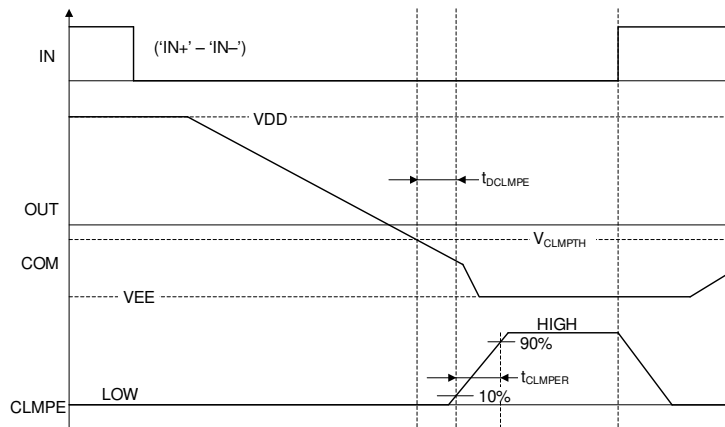 IN
('IN+' – 'IN–')
VDD
tDCLMPE
OUT
VCLMPTH
COM
VEE
HIGH
90%
tCLMPER
LOW
10%
CLMPE